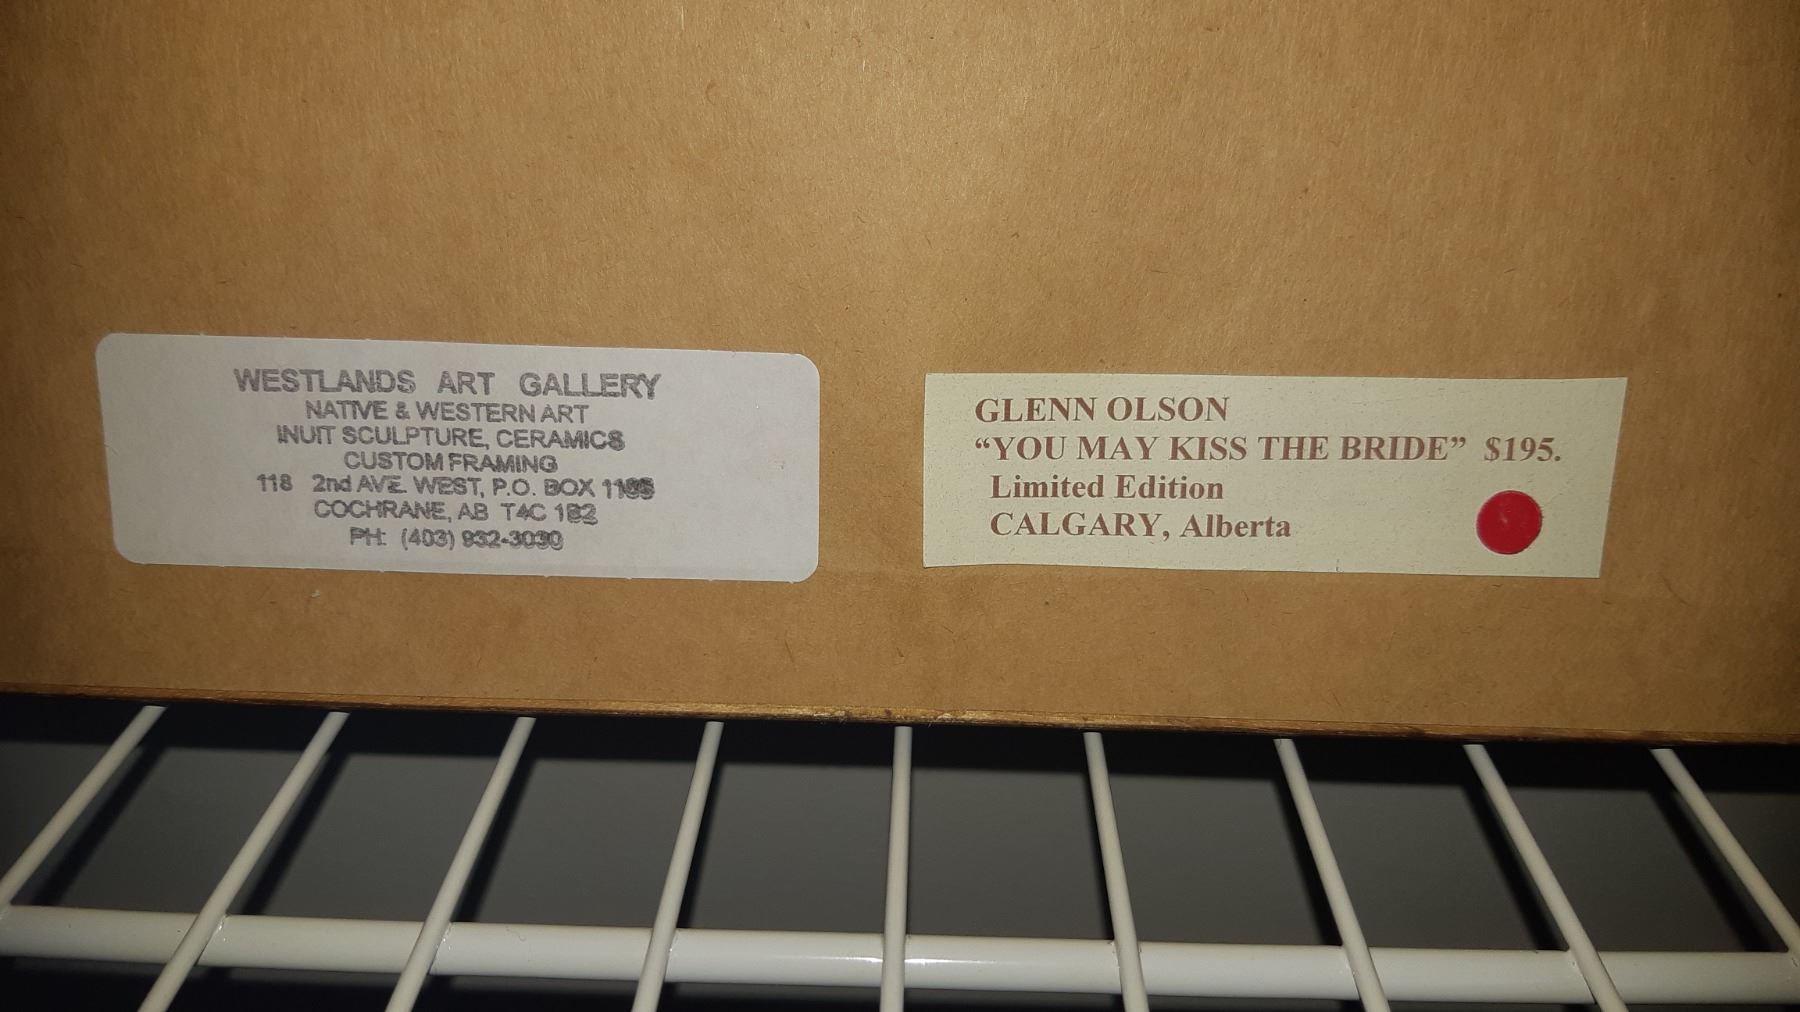 WESTLANDS ART GALLERY
NATIVE & WESTERN ART
INUIT SCULPTURE, CERAMICS
CUSTOM FRAMING
118 2nd AVE. WEST, P.O. BOX
COCHRANE, AB T4C 1B2
PH: (403) 932-3030
GLENN OLSON
“YOU MAY KISS THE BRIDE” $195.
Limited Edition
CALGARY, Alberta